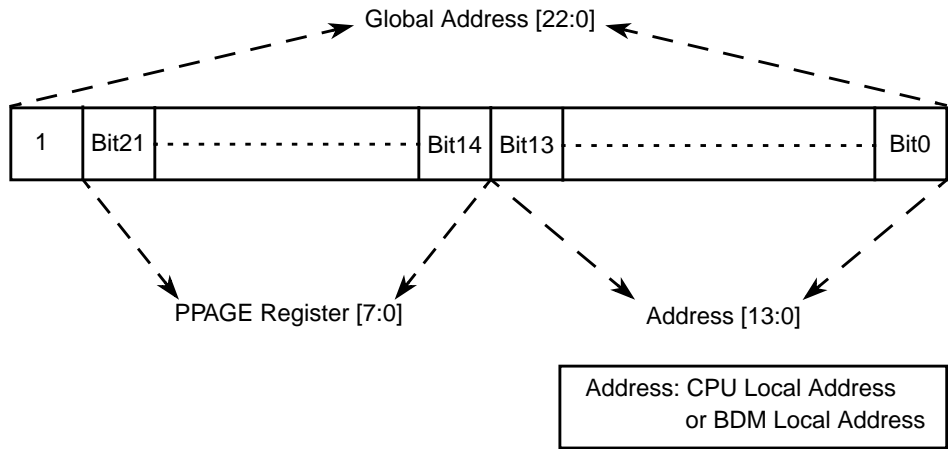 Global Address [22:0]
1 Bit21 Bit14 Bit13 Bit0
PPAGE Register [7:0]
Address [13:0]
Address: CPU Local Address
or BDM Local Address